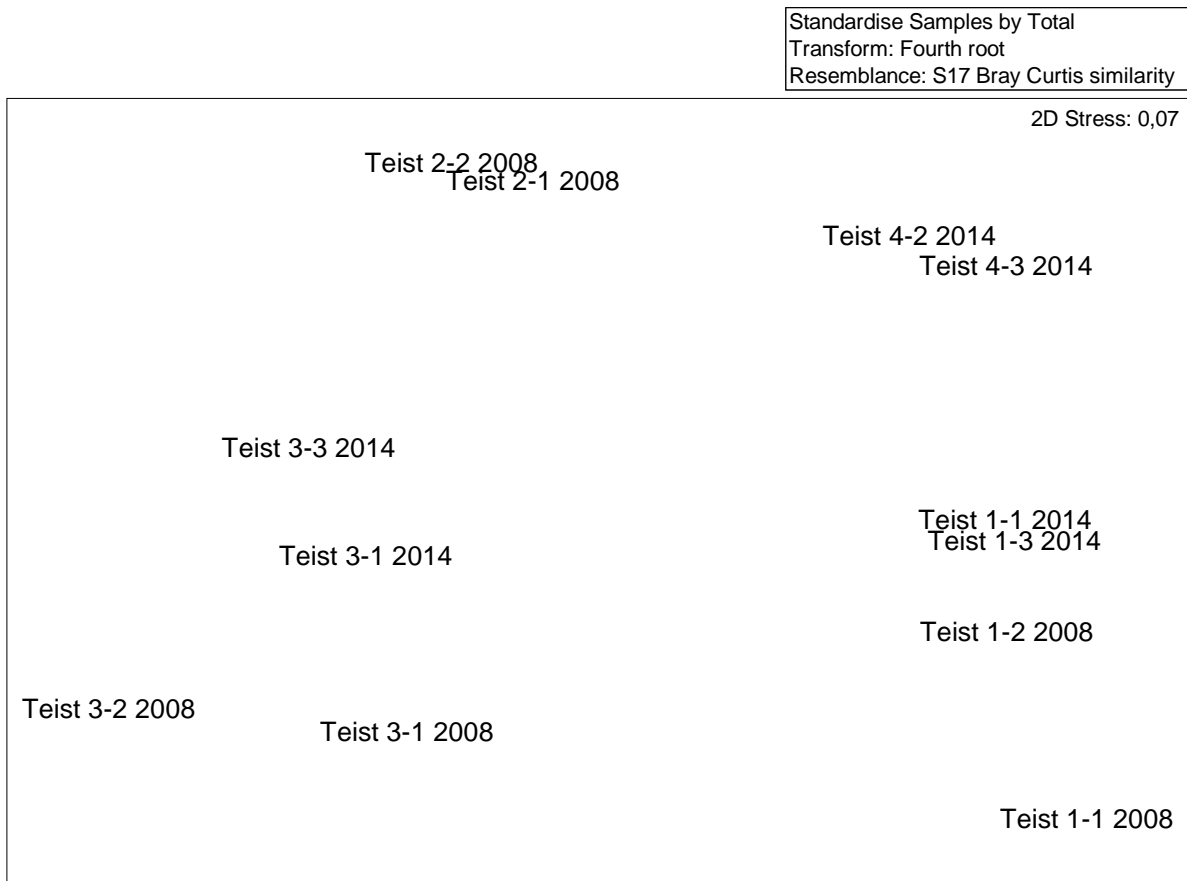 Standardise Samples by Total
Transform: Fourth root
Resemblance: S17 Bray Curtis similarity
2D Stress: 0,07
Teist 2-2 2008
Teist 2-1 2008
Teist 4-2 2014
Teist 4-3 2014
Teist 3-3 2014
Teist 1-1 2014
Teist 1-3 2014
Teist 3-1 2014
Teist 1-2 2008
Teist 3-2 2008
Teist 3-1 2008
Teist 1-1 2008